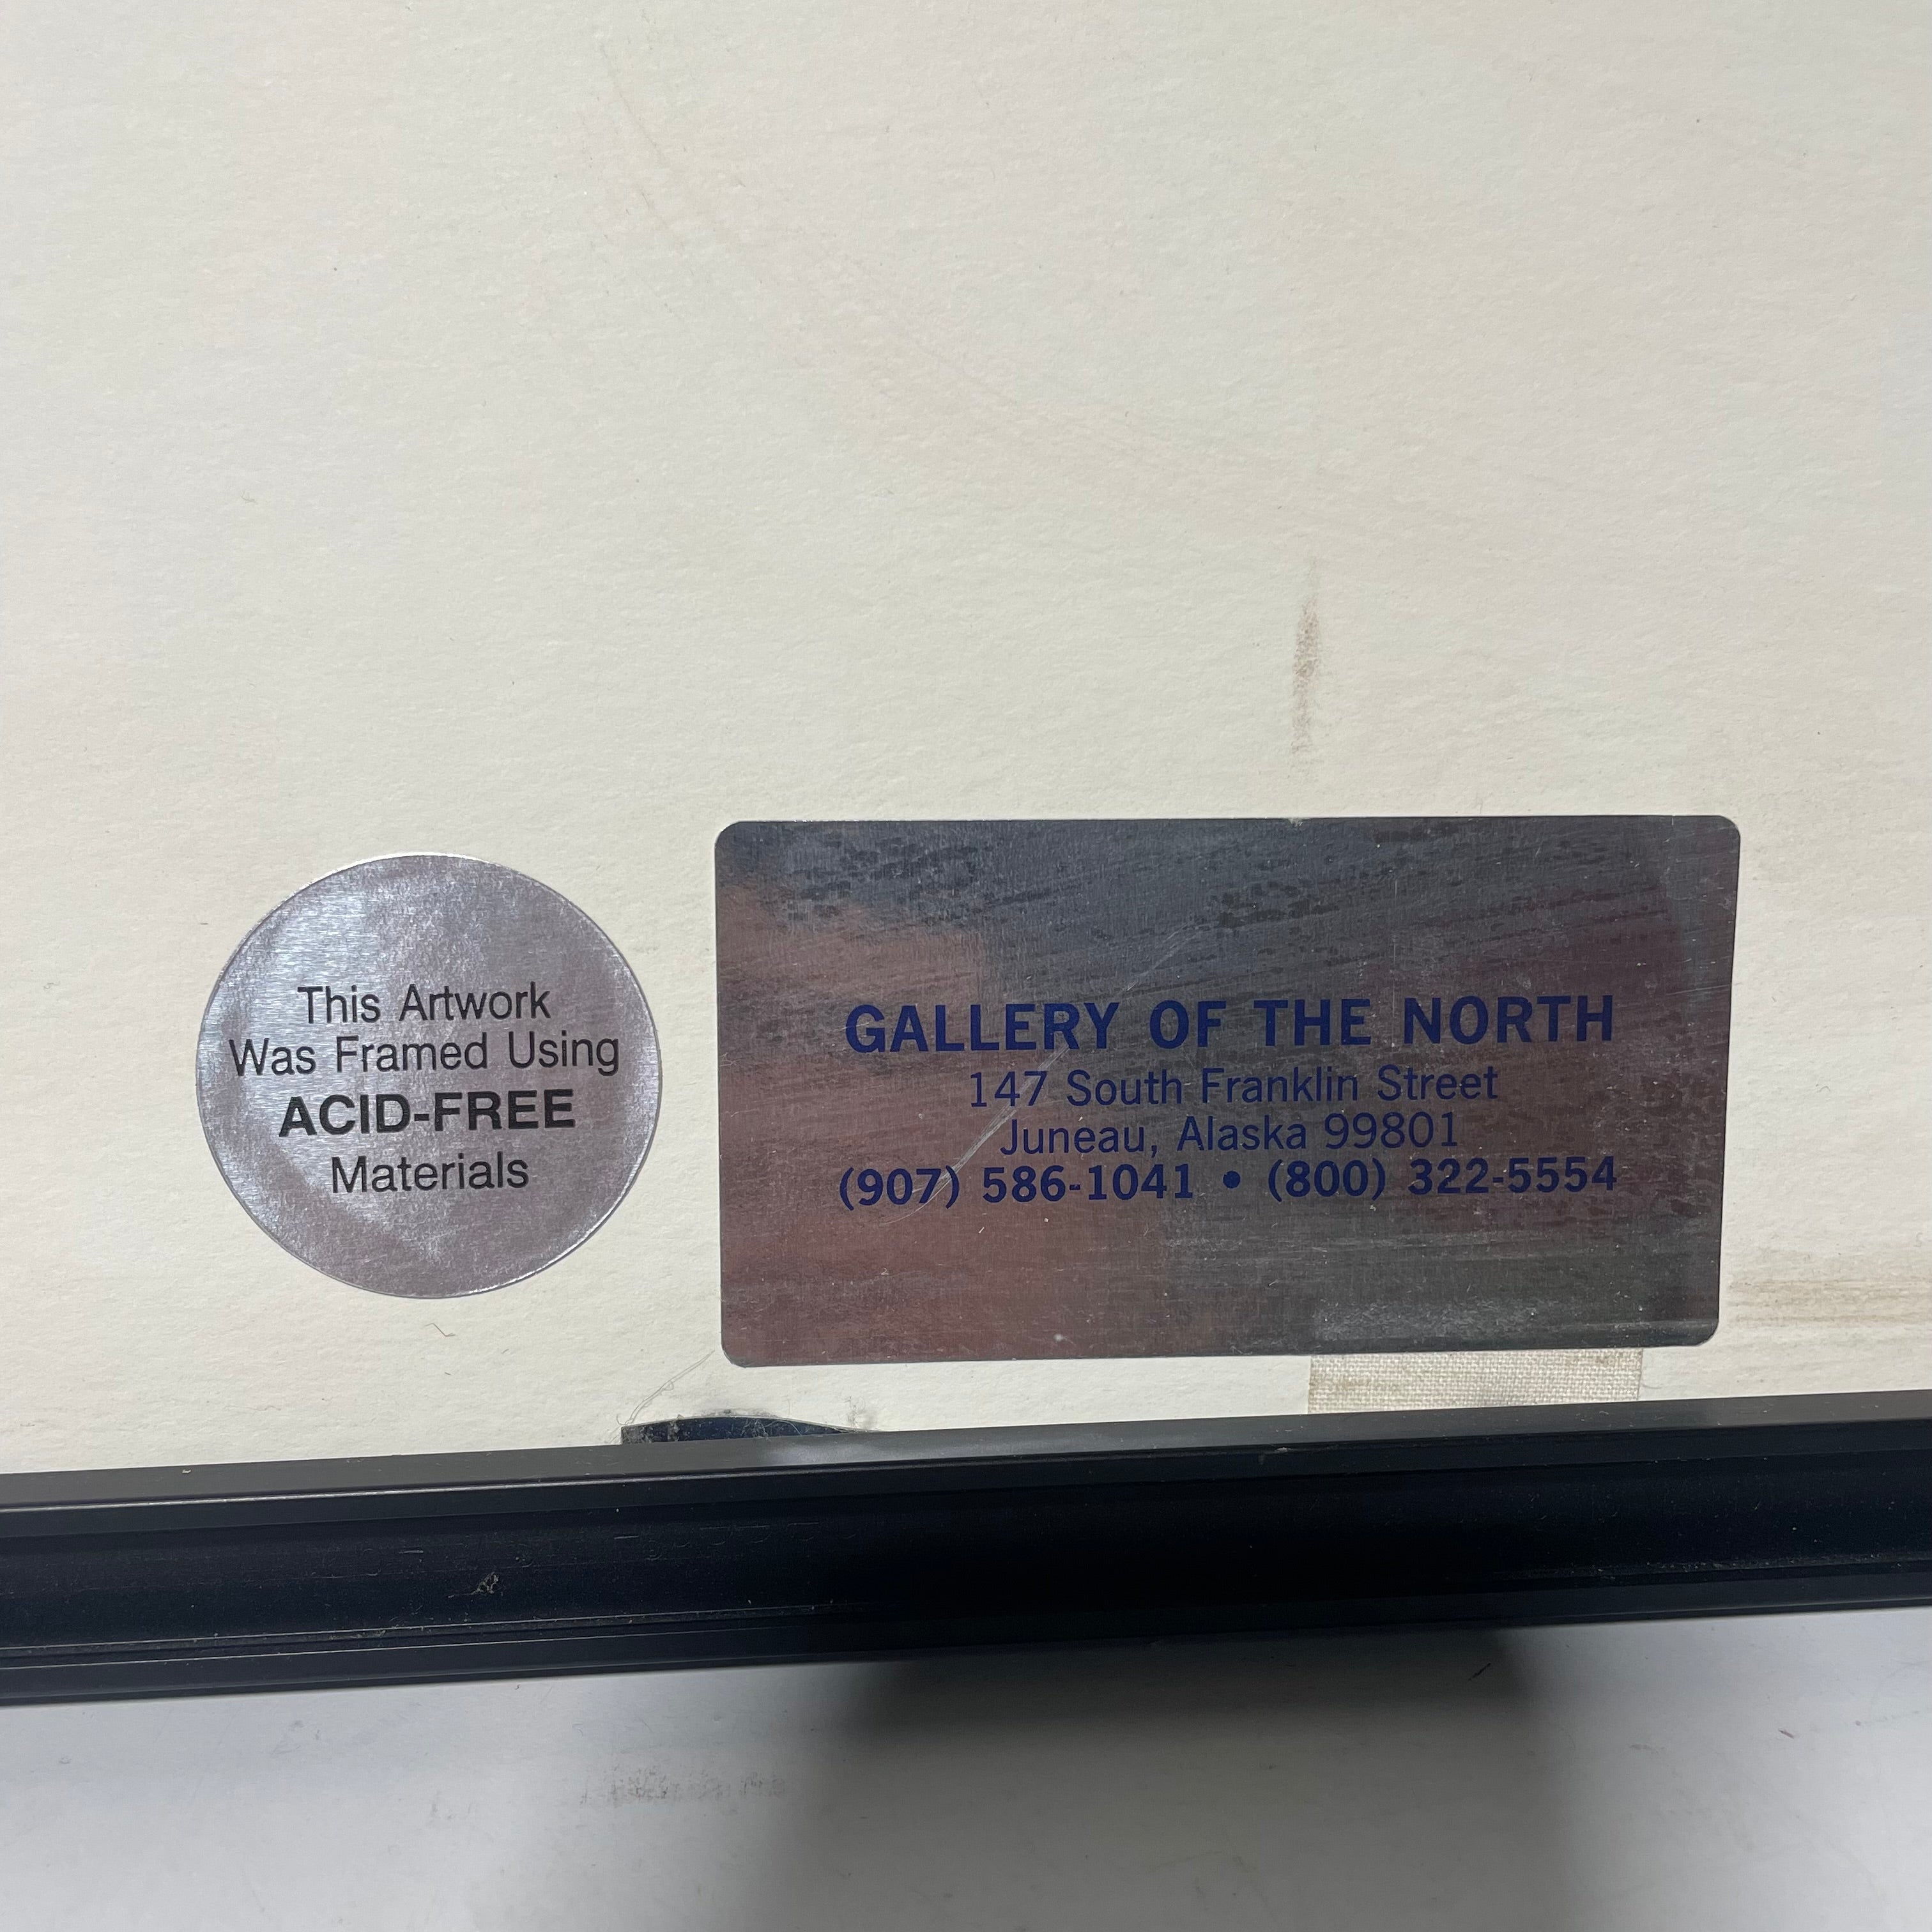 This Artwork
Was Framed Using
ACID-FREE
Materials
GALLERY OF THE NORTH
147 South Franklin Street
Juneau, Alaska 99801
(907) 586-1041 • (800) 322-5554